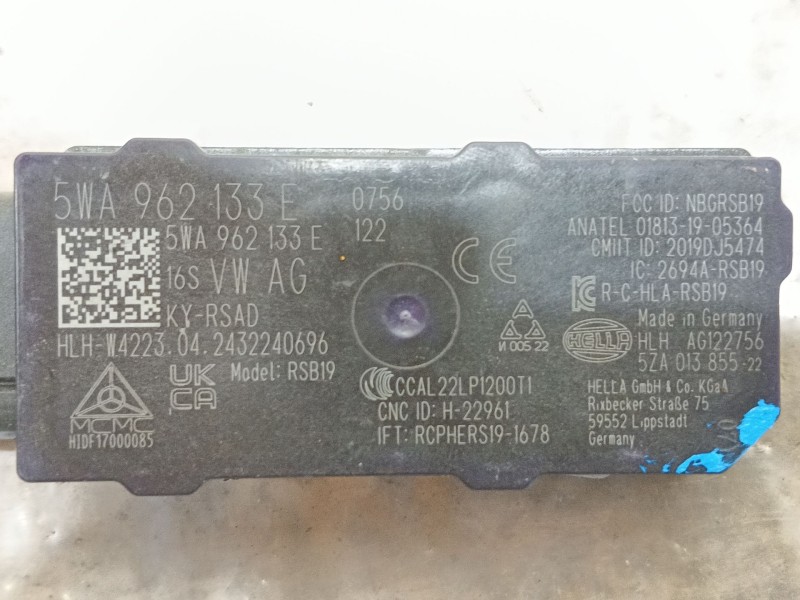 5WA 962 133 E
0756
5WA 962 133 E
122
16S VW AG
KY-RSAD
HLH-W4223.04.2432240696
Model: RSB19
MCMC
HIDF17000085
UK
CA
CE
И 005 22
CCAL22LP1200T1
CNC ID: H-22961
IFT: RCPHERS19-1678
FCC ID: NBGRSB19
ANATEL 01813-19-05364
CMIIT ID: 2019DJ5474
IC: 2694A-RSB19
R-C-HLA-RSB19
Made in Germany
HELLA
HLH AG122756
5ZA 013 855-22
HELLA GmbH & Co. KGaA
Rixbecker Straße 75
59552 Lippstadt
Germany